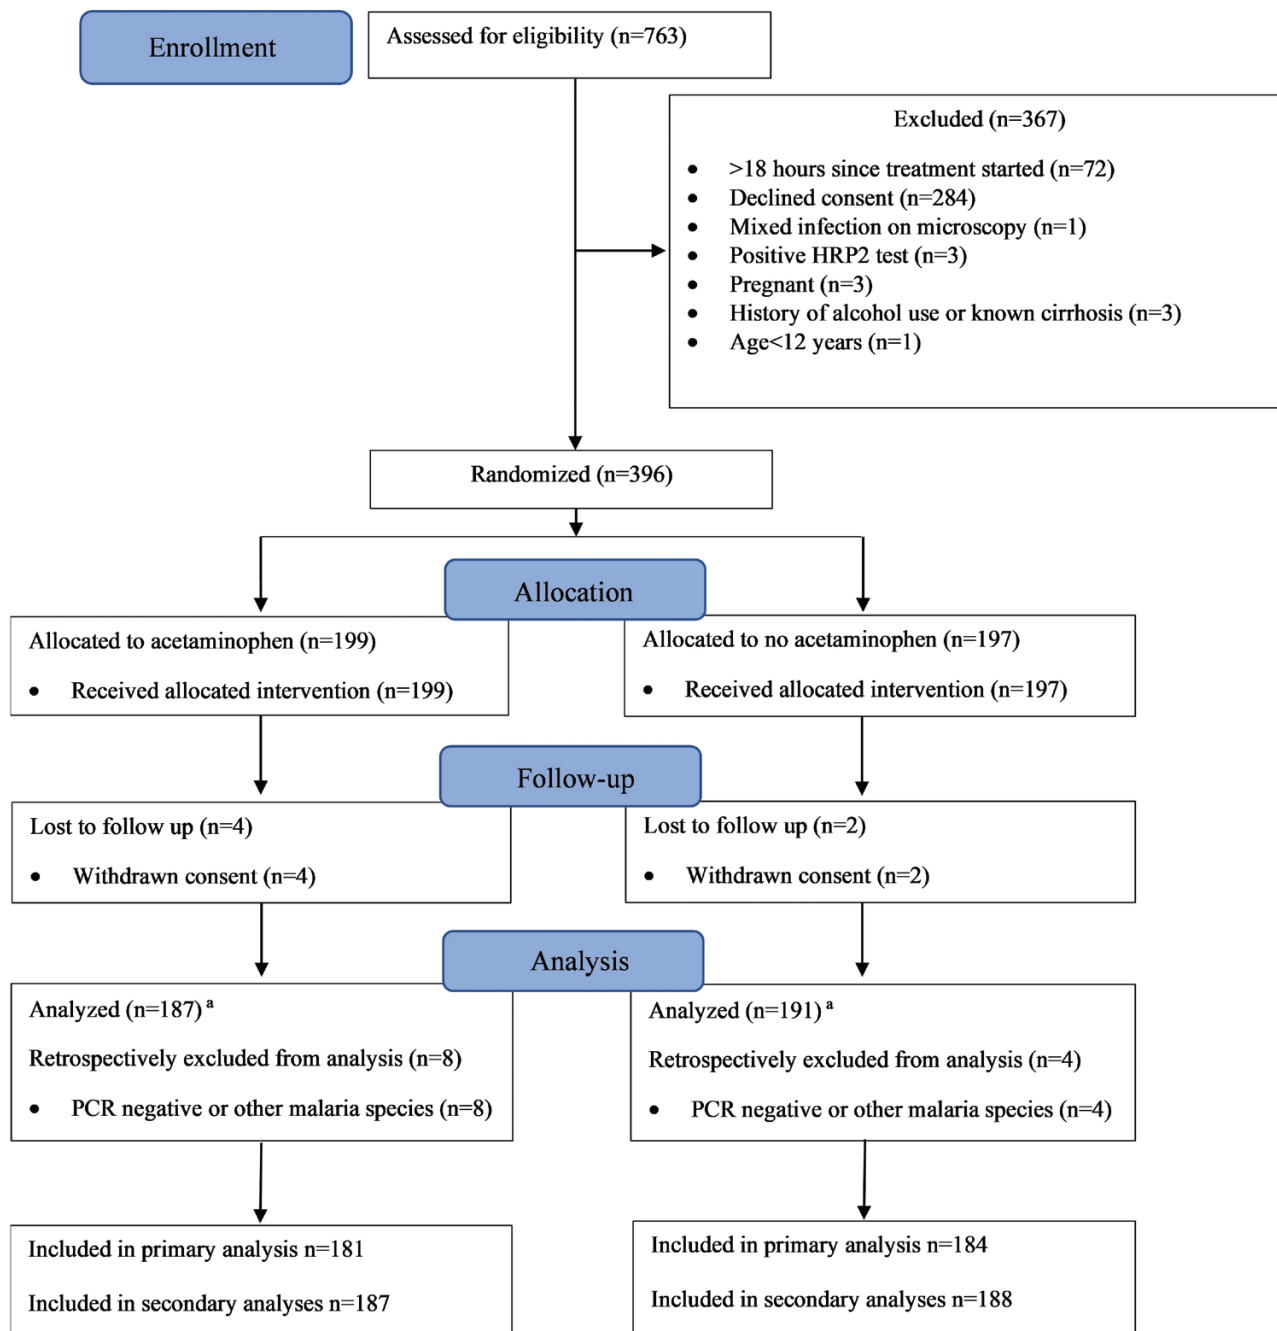 Enrollment
Assessed for eligibility (n=763)
Excluded (n=367)
• >18 hours since treatment started (n=72)
• Declined consent (n=284)
• Mixed infection on microscopy (n=1)
• Positive HRP2 test (n=3)
• Pregnant (n=3)
• History of alcohol use or known cirrhosis (n=3)
• Age<12 years (n=1)
Randomized (n=396)
Allocation
Allocated to acetaminophen (n=199)
• Received allocated intervention (n=199)
Allocated to no acetaminophen (n=197)
• Received allocated intervention (n=197)
Follow-up
Lost to follow up (n=4)
• Withdrawn consent (n=4)
Lost to follow up (n=2)
• Withdrawn consent (n=2)
Analysis
Analyzed (n=187) a
Retrospectively excluded from analysis (n=8)
• PCR negative or other malaria species (n=8)
Analyzed (n=191) a
Retrospectively excluded from analysis (n=4)
• PCR negative or other malaria species (n=4)
Included in primary analysis n=181
Included in secondary analyses n=187
Included in primary analysis n=184
Included in secondary analyses n=188